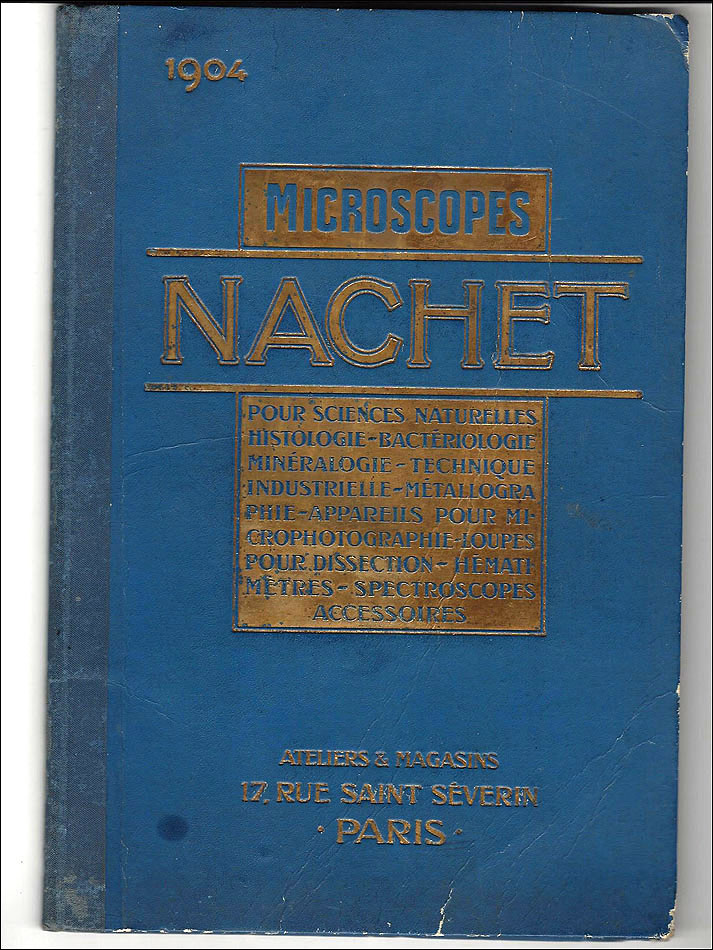 1904
MICROSCOPES
NACHET
POUR SCIENCES NATURELLES
HISTOLOGIE-BACTÉRIOLOGIE
MINÉRALOGIE-TECHNIQUE
INDUSTRIELLE-MÉTALLOGRA
PHIE-APPAREILS POUR MI-
CROPHOTOGRAPHIE-LOUPES
POUR DISSECTION-HÉMATI
MÈTRES-SPECTROSCOPES
ACCESSOIRES
ATELIERS & MAGASINS
17, RUE SAINT SÉVERIN
· PARIS ·